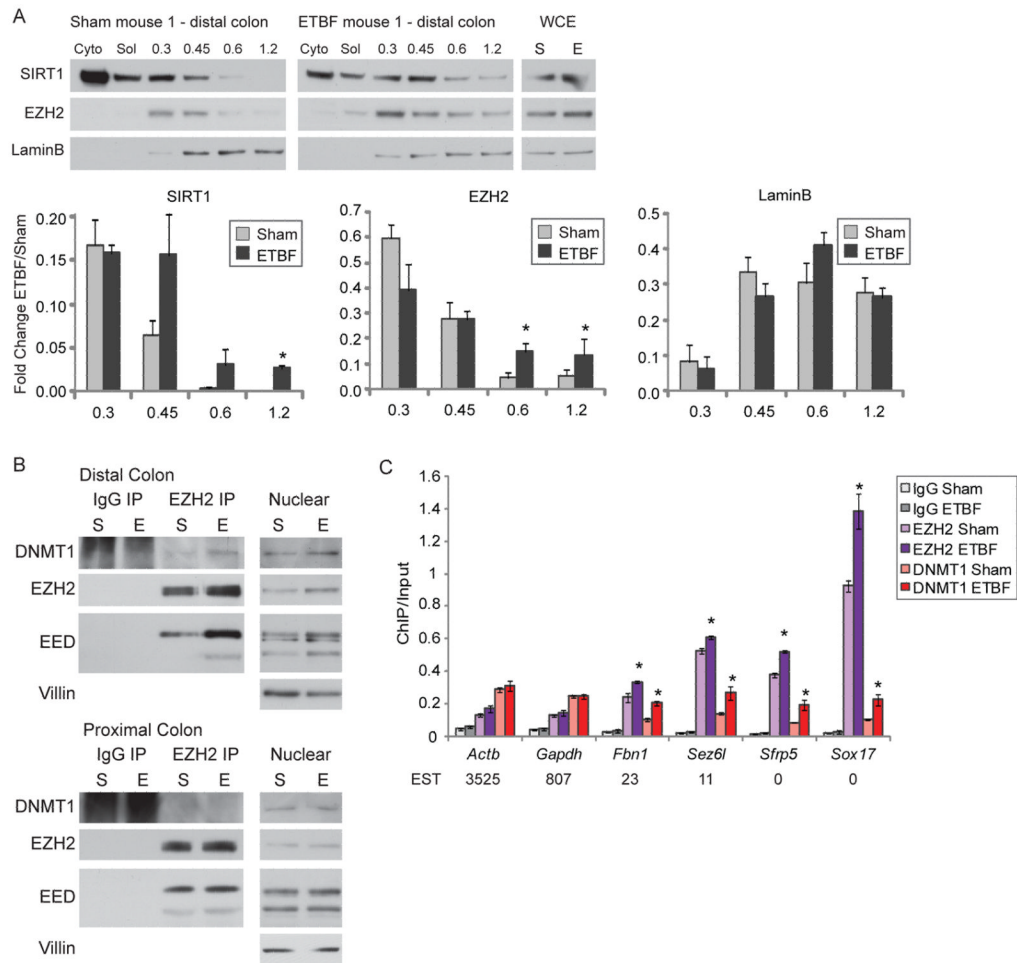 A
Sham mouse 1 - distal colon
ETBF mouse 1 - distal colon
WCE
Cyto Sol 0.3 0.45 0.6 1.2
Cyto Sol 0.3 0.45 0.6 1.2
S E
SIRT1
EZH2
LaminB
SIRT1
Fold Change ETBF/Sham
0.20
0.15
0.10
0.05
0.00
Sham
ETBF
*
0.3 0.45 0.6 1.2
EZH2
0.7
0.6
0.5
0.4
0.3
0.2
0.1
0.0
Sham
ETBF
* *
0.3 0.45 0.6 1.2
LaminB
0.5
0.4
0.3
0.2
0.1
0.0
Sham
ETBF
0.3 0.45 0.6 1.2
B
Distal Colon
IgG IP EZH2 IP Nuclear
S E S E S E
DNMT1
EZH2
EED
Villin
Proximal Colon
IgG IP EZH2 IP Nuclear
S E S E S E
DNMT1
EZH2
EED
Villin
C
ChIP/Input
1.6
1.4
1.2
1
0.8
0.6
0.4
0.2
0
* * * * * * * *
IgG Sham
IgG ETBF
EZH2 Sham
EZH2 ETBF
DNMT1 Sham
DNMT1 ETBF
Actb Gapdh Fbn1 Sez6l Sfrp5 Sox17
EST 3525 807 23 11 0 0